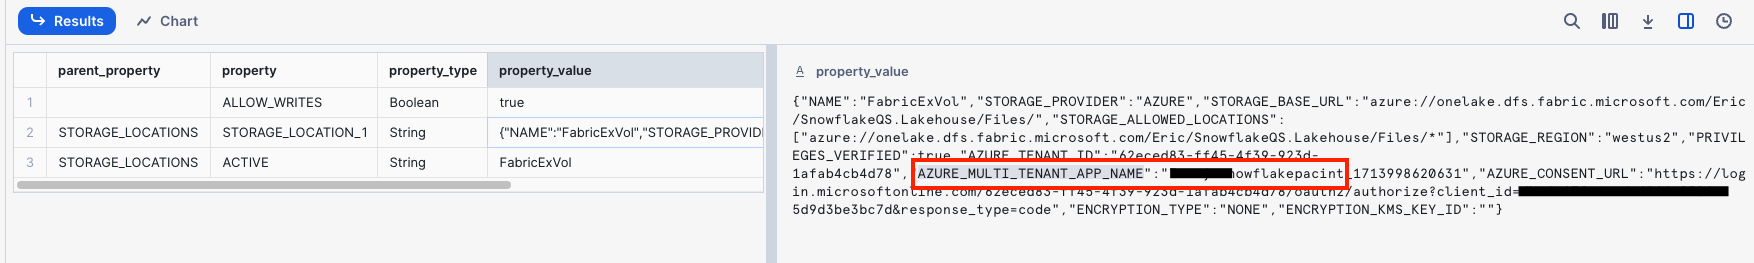 Results Chart
parent_property property property_type property_value
1 ALLOW_WRITES Boolean true
2 STORAGE_LOCATIONS STORAGE_LOCATION_1 String {"NAME":"FabricExVol","STORAGE_PROVID
3 STORAGE_LOCATIONS ACTIVE String FabricExVol
A property_value
{"NAME":"FabricExVol","STORAGE_PROVIDER":"AZURE","STORAGE_BASE_URL":"azure://onelake.dfs.fabric.microsoft.com/Eric
/SnowflakeQS.Lakehouse/Files/","STORAGE_ALLOWED_LOCATIONS":
["azure://onelake.dfs.fabric.microsoft.com/Eric/SnowflakeQS.Lakehouse/Files/*"],"STORAGE_REGION":"westus2","PRIVIL
EGES_VERIFIED":true,"AZURE_TENANT_ID":"62eced83-ff45-4f39-923d-
1afab4cb4d78","AZURE_MULTI_TENANT_APP_NAME":" nowflakepacint_1713998620631","AZURE_CONSENT_URL":"https://log
in.microsoftonline.com/62eced83-ff45-4f39-923d-1afab4cb4d78/oauth2/authorize?client_id=
5d9d3be3bc7d&response_type=code","ENCRYPTION_TYPE":"NONE","ENCRYPTION_KMS_KEY_ID":""}